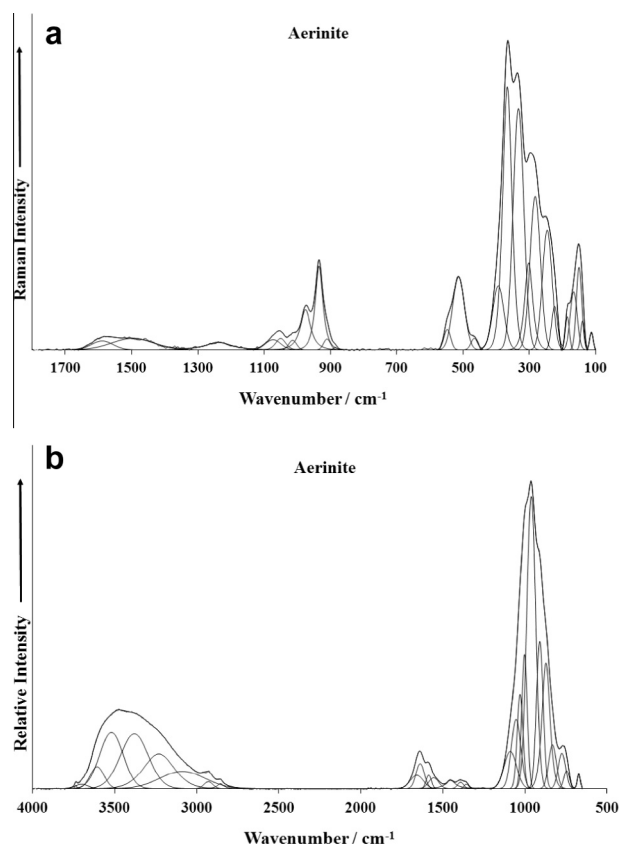 a
Aerinite
Raman Intensity
1700 1500 1300 1100 900 700 500 300 100
Wavenumber / cm-1
b
Aerinite
Relative Intensity
4000 3500 3000 2500 2000 1500 1000 500
Wavenumber / cm-1